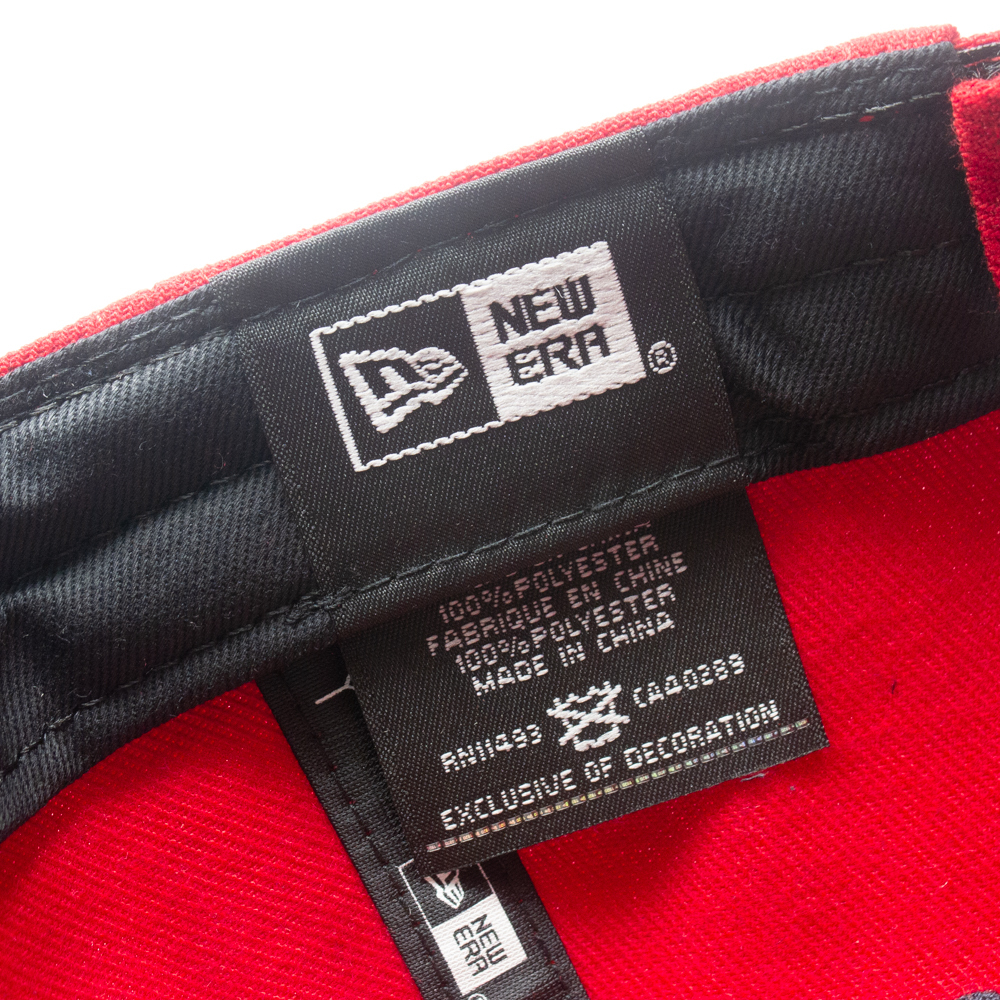 NEW
ERA
®
100% POLYESTER
FABRIQUE EN CHINE
100% POLYESTER
MADE IN CHINA
RN11493
CA40289
EXCLUSIVE OF DECORATION
NEW
ERA